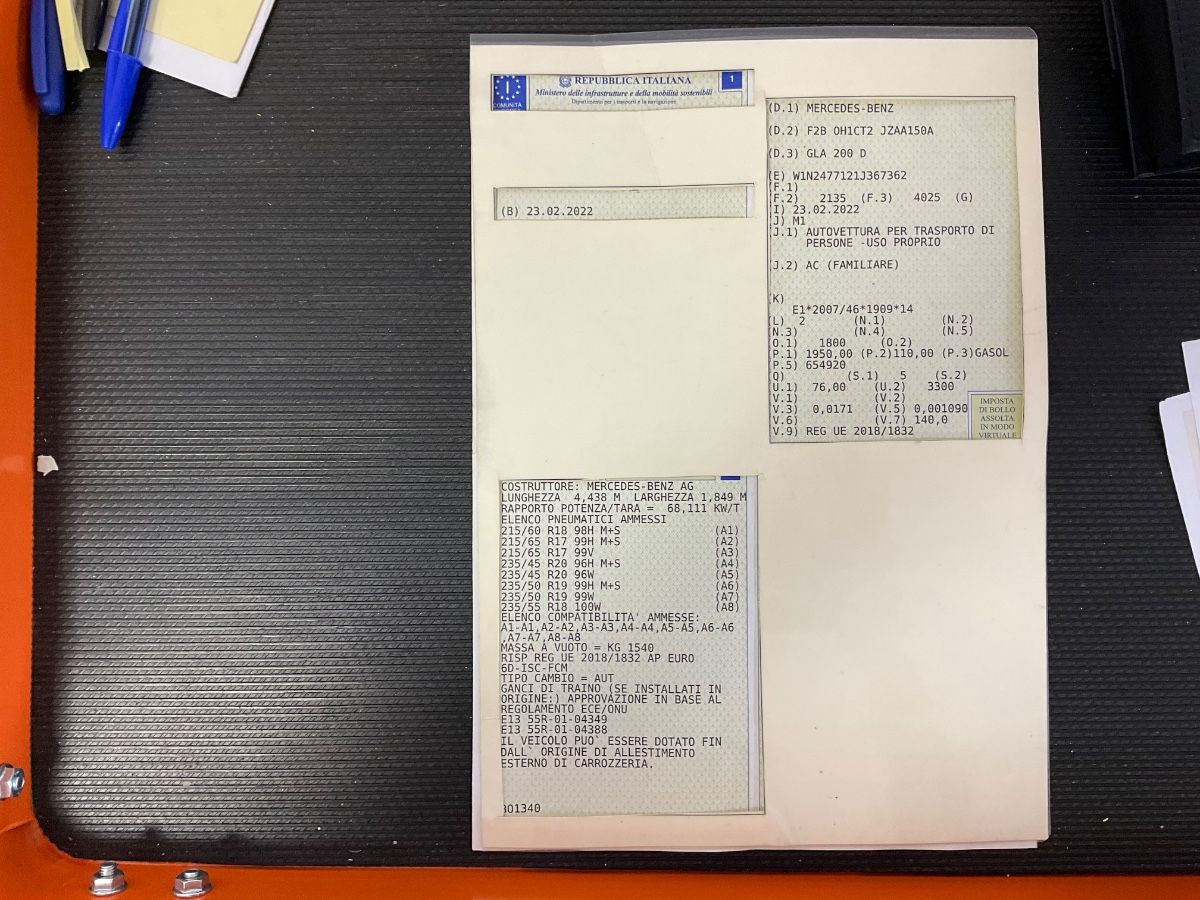 REPUBBLICA ITALIANA
1
I
COMUNITÀ
Ministero delle infrastrutture e della mobilità sostenibili
Dipartimento per i trasporti e la navigazione
(B) 23.02.2022
(D.1) MERCEDES-BENZ
(D.2) F2B OH1CT2 JZAA150A
(D.3) GLA 200 D
(E) W1N2477121J367362
(F.1)
(F.2) 2135 (F.3) 4025 (G)
(I) 23.02.2022
(J) M1
(J.1) AUTOVETTURA PER TRASPORTO DI
PERSONE -USO PROPRIO
(J.2) AC (FAMILIARE)
(K)
E1*2007/46*1909*14
(L) 2 (N.1) (N.2)
(N.3) (N.4) (N.5)
(O.1) 1800 (O.2)
(P.1) 1950,00 (P.2)110,00 (P.3)GASOL
(P.5) 654920
(Q) (S.1) 5 (S.2)
(U.1) 76,00 (U.2) 3300
(V.1) (V.2)
(V.3) 0,0171 (V.5) 0,001090
(V.6) (V.7) 140,0
(V.9) REG UE 2018/1832
IMPOSTA
DI BOLLO
ASSOLTA
IN MODO
VIRTUALE
COSTRUTTORE: MERCEDES-BENZ AG
LUNGHEZZA 4,438 M LARGHEZZA 1,849 M
RAPPORTO POTENZA/TARA = 68,111 KW/T
ELENCO PNEUMATICI AMMESSI
215/60 R18 98H M+S (A1)
215/65 R17 99H M+S (A2)
215/65 R17 99V (A3)
235/45 R20 96H M+S (A4)
235/45 R20 96W (A5)
235/50 R19 99H M+S (A6)
235/50 R19 99W (A7)
235/55 R18 100W (A8)
ELENCO COMPATIBILITA' AMMESSE:
A1-A1,A2-A2,A3-A3,A4-A4,A5-A5,A6-A6
,A7-A7,A8-A8
MASSA A VUOTO = KG 1540
RISP REG UE 2018/1832 AP EURO
6D-ISC-FCM
TIPO CAMBIO = AUT
GANCI DI TRAINO (SE INSTALLATI IN
ORIGINE:) APPROVAZIONE IN BASE AL
REGOLAMENTO ECE/ONU
E13 55R-01-04349
E13 55R-01-04388
IL VEICOLO PUO` ESSERE DOTATO FIN
DALL` ORIGINE DI ALLESTIMENTO
ESTERNO DI CARROZZERIA.
301340